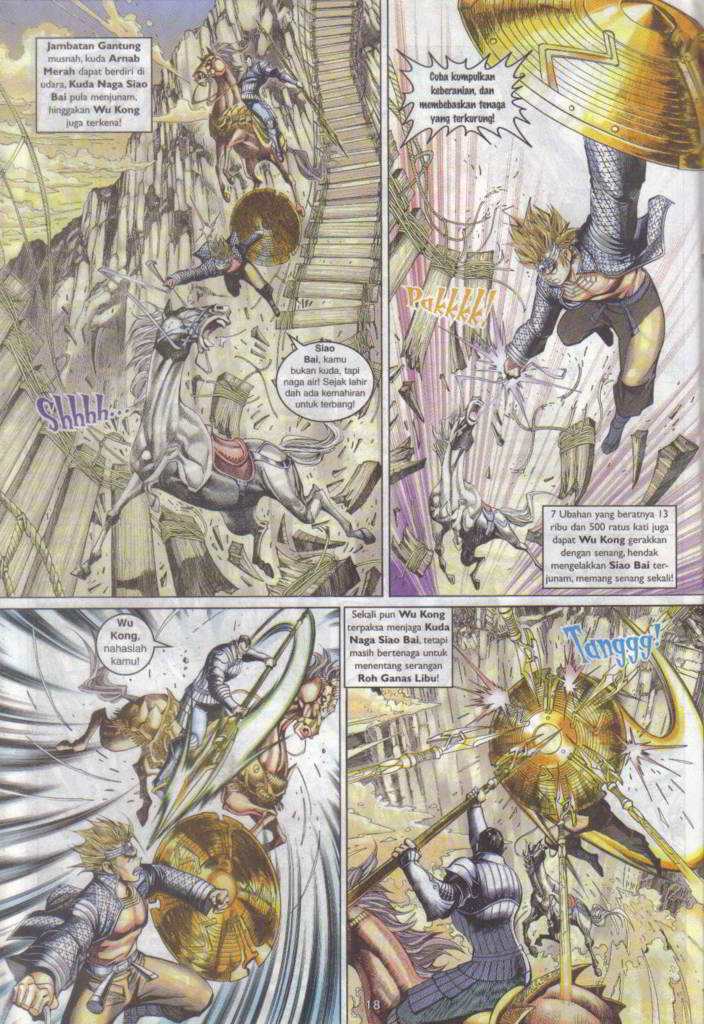 Jambatan Gantung
musnah, kuda Arnab
Merah dapat berdiri di
udara, Kuda Naga Siao
Bai pula menjunam,
hinggakan Wu Kong
juga terkena!
Siao
Bai, kamu
bukan kuda, tapi
naga air! Sejak lahir
dah ada kemahiran
untuk terbang!
Shhhh...
Cuba kumpulkan
keberanian, dan
membebaskan tenaga
yang terkurung!
Pakkkk!
7 Ubahan yang beratnya 13
ribu dan 500 ratus kati juga
dapat Wu Kong gerakkan
dengan senang, hendak
mengelakkan Siao Bai ter-
junam, memang senang sekali!
Wu
Kong,
nahaslah
kamu!
Sekali pun Wu Kong
terpaksa menjaga Kuda
Naga Siao Bai, tetapi
masih bertenaga untuk
menentang serangan
Roh Ganas Libu!
Tanggg!
18